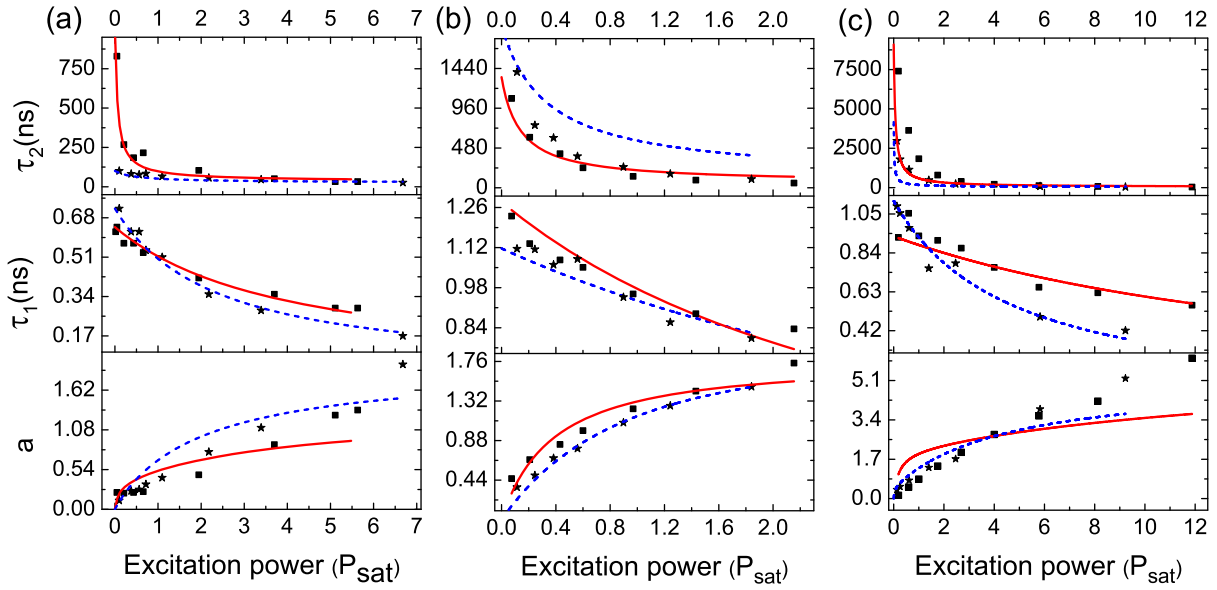 (a)
(b)
(c)
0 1 2 3 4 5 6 7
0.0 0.4 0.8 1.2 1.6 2.0
0 2 4 6 8 10 12
τ2(ns)
750
500
250
0
1440
960
480
0
7500
5000
2500
0
τ1(ns)
0.68
0.51
0.34
0.17
1.26
1.12
0.98
0.84
1.05
0.84
0.63
0.42
a
1.62
1.08
0.54
0.00
1.76
1.32
0.88
0.44
5.1
3.4
1.7
0.0
0 1 2 3 4 5 6 7
0.0 0.4 0.8 1.2 1.6 2.0
0 2 4 6 8 10 12
Excitation power (Psat)
Excitation power (Psat)
Excitation power (Psat)